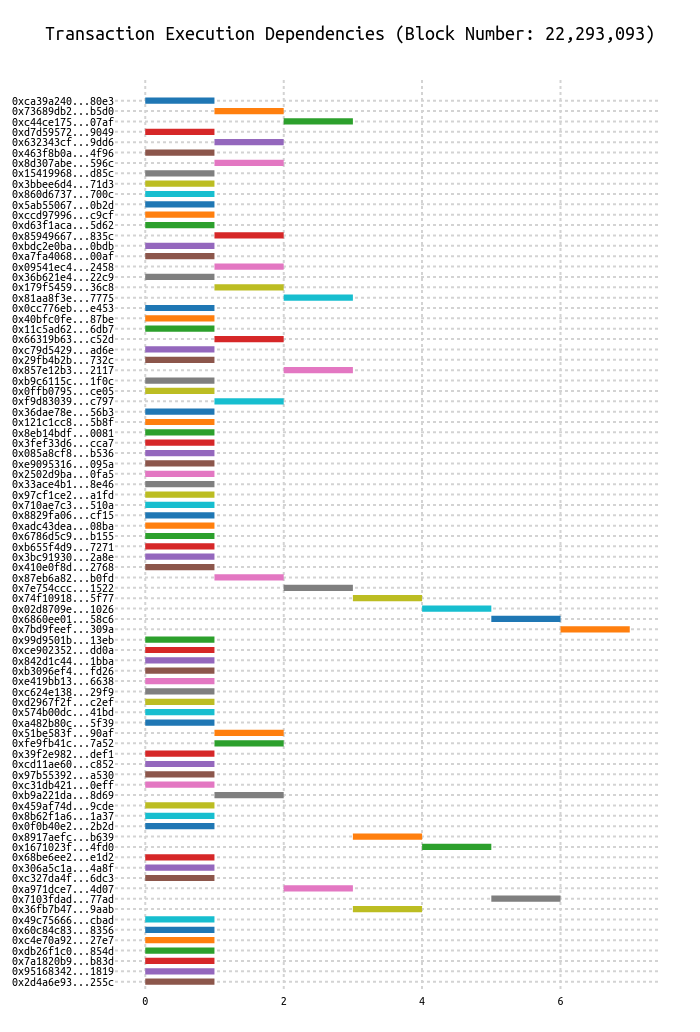 Transaction Execution Dependencies (Block Number: 22,293,093)
0xca39a240...80e3
0x73689db2...b5d0
0xc44ce175...07af
0xd7d59572...9049
0x632343cf...9dd6
0x463f8b0a...4f96
0x8d307abe...596c
0x15419968...d85c
0x3bbee6d4...71d3
0x860d6737...700c
0x5ab55067...0b2d
0xccd97996...c9cf
0xd63f1aca...5d62
0x85949667...835c
0xbdc2e0ba...0bdb
0xa7fa4068...00af
0x09541ec4...2458
0x36b621e4...22c9
0x179f5459...36c8
0x81aa8f3e...7775
0x0cc776eb...e453
0x40bfc0fe...87be
0x11c5ad62...6db7
0x66319b63...c52d
0xc79d5429...ad6e
0x29fb4b2b...732c
0x857e12b3...2117
0xb9c6115c...1f0c
0x0ffb0795...ce05
0xf9d83039...c797
0x36dae78e...56b3
0x121c1cc8...5b8f
0x8eb14bdf...0081
0x3fef33d6...cca7
0x085a8cf8...b536
0xe9095316...095a
0x2502d9ba...0fa5
0x33ace4b1...8e46
0x97cf1ce2...a1fd
0x710ae7c3...510a
0x8829fa06...cf15
0xadc43dea...08ba
0x6786d5c9...b155
0xb655f4d9...7271
0x3bc91930...2a8e
0x410e0f8d...2768
0x87eb6a82...b0fd
0x7e754ccc...1522
0x74f10918...5f77
0x02d8709e...1026
0x6860ee01...58c6
0x7bd9feef...309a
0x99d9501b...13eb
0xce902352...dd0a
0x842d1c44...1bba
0xb3096ef4...fd26
0xe419bb13...6638
0xc624e138...29f9
0xd2967f2f...c2ef
0x574b00dc...41bd
0xa482b80c...5f39
0x51be583f...90af
0xfe9fb41c...7a52
0x39f2e982...def1
0xcd11ae60...c852
0x97b55392...a530
0xc31db421...0eff
0xb9a221da...8d69
0x459af74d...9cde
0x8b62f1a6...1a37
0x0f0b40e2...2b2d
0x8917aefc...b639
0x1671023f...4fd0
0x68be6ee2...e1d2
0x306a5c1a...4a8f
0xc327da4f...6dc3
0xa971dce7...4d07
0x7103fdad...77ad
0x36fb7b47...9aab
0x49c75666...cbad
0x60c84c83...8356
0xc4e70a92...27e7
0xdb26f1c0...854d
0x7a1820b9...b83d
0x95168342...1819
0x2d4a6e93...255c
0 2 4 6